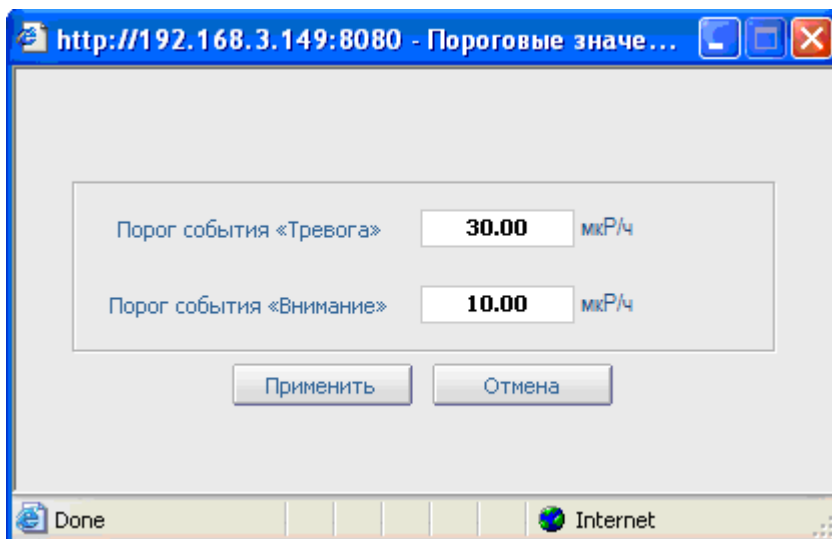 http://192.168.3.149:8080 - Пороговые значе...
Порог события «Тревога» 30.00 мкР/ч
Порог события «Внимание» 10.00 мкР/ч
Применить Отмена
Done Internet